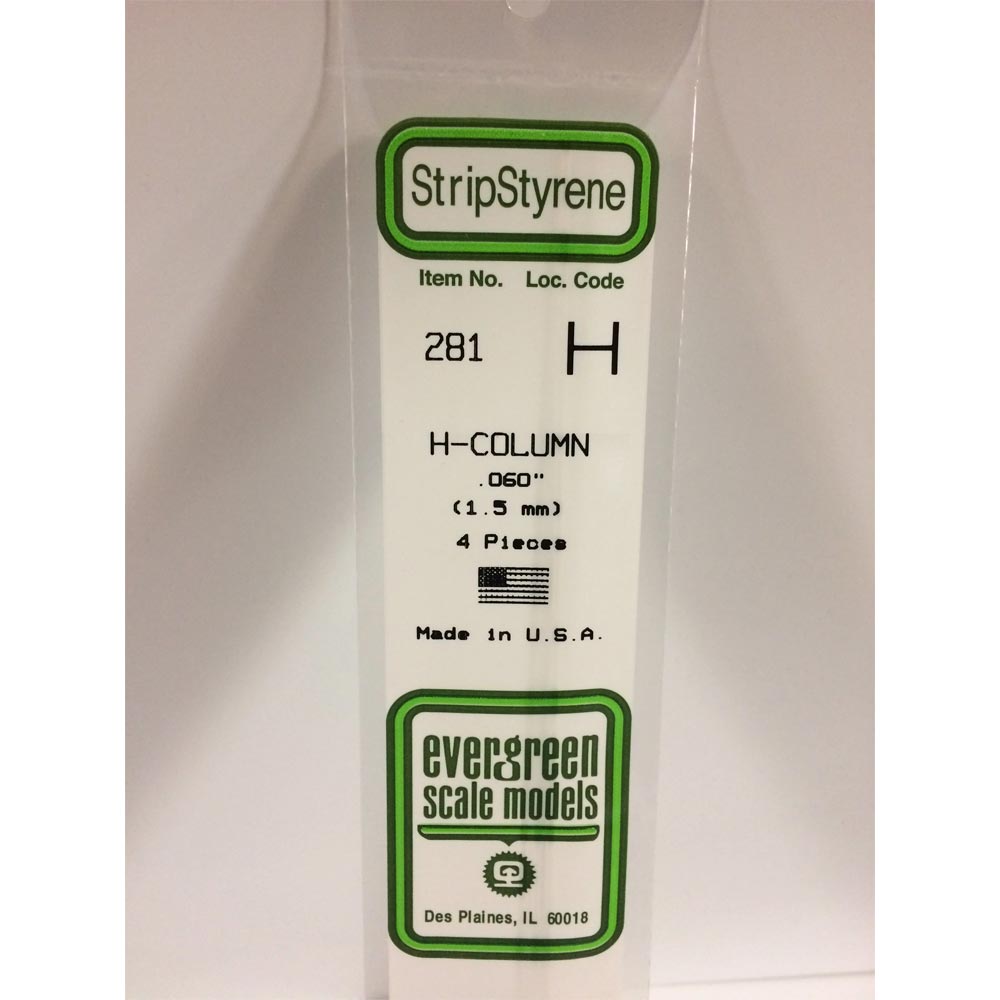 StripStyrene
Item No. Loc. Code
281 H
H-COLUMN
.060"
(1.5 mm)
4 Pieces
Made in U.S.A.
evergreen
scale models
Des Plaines, IL 60018